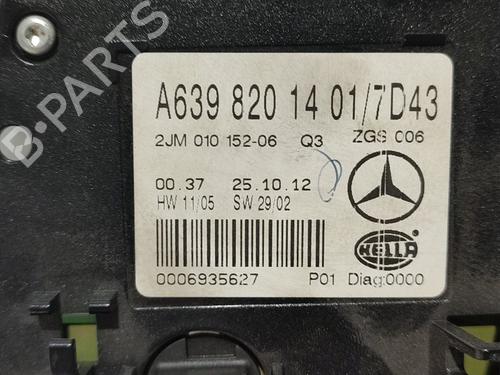 B-PARTS
A639 820 14 01/7D43
2JM 010 152-06 Q3 ZGS 006
00.37 25.10.12
HW 11/05 SW 29/02
HELLA
0006935627 P01 Diag:0000